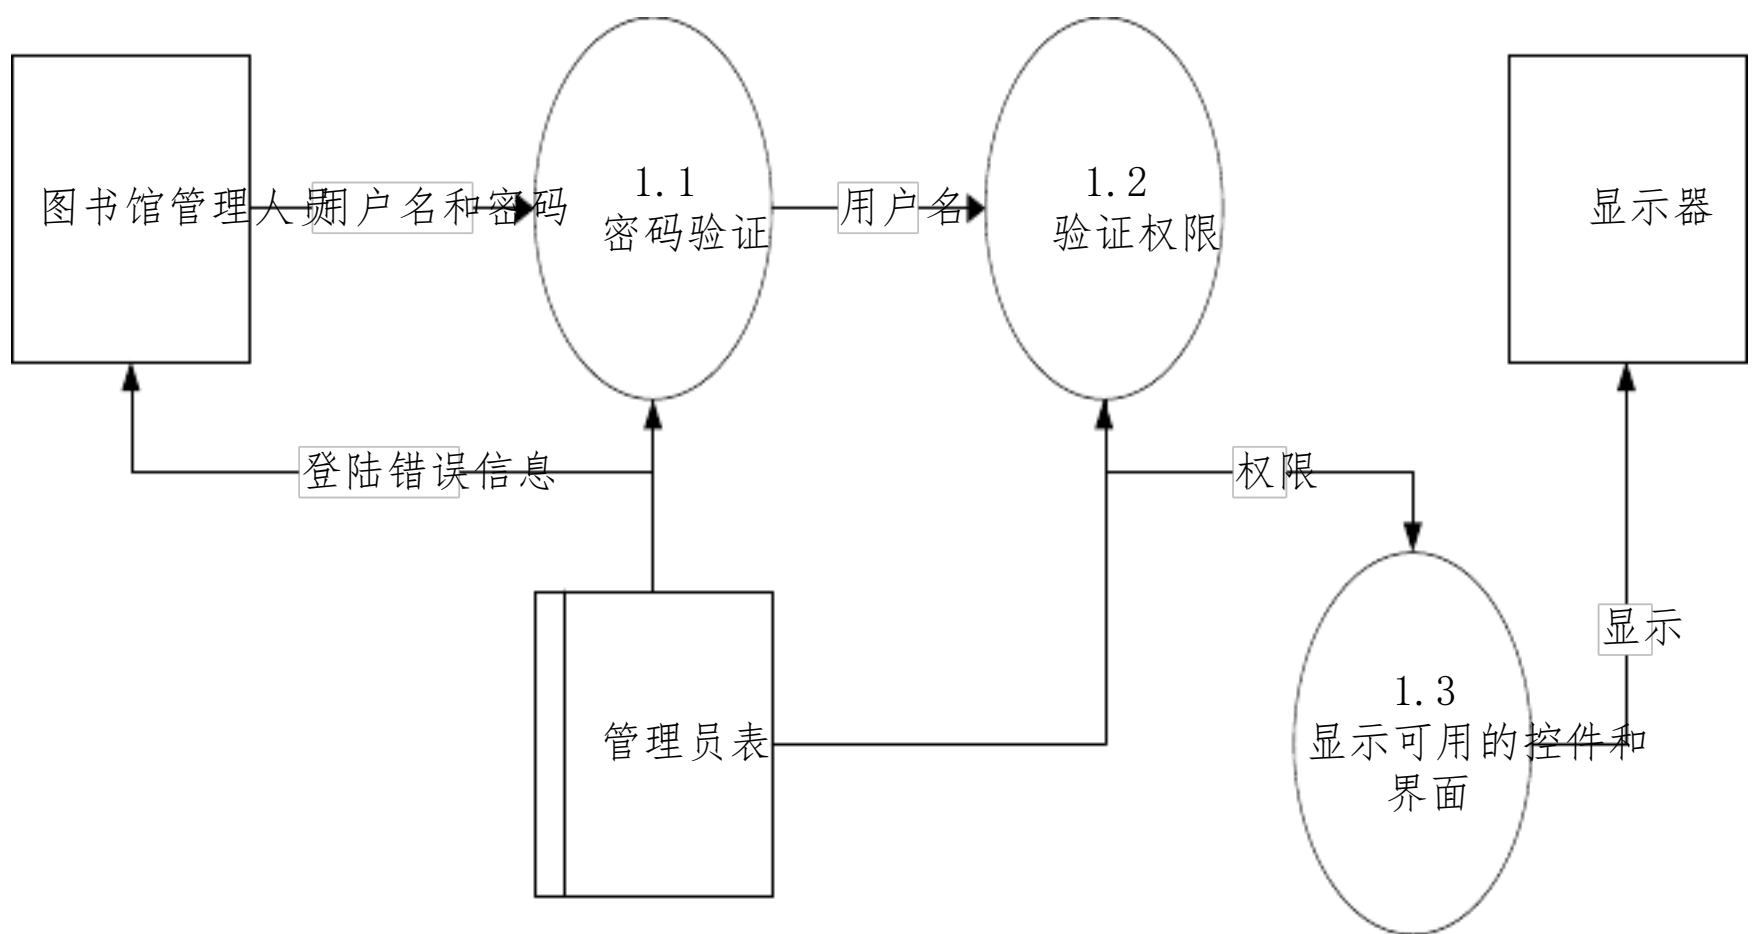 图书馆管理人员
用户名和密码
1.1
密码验证
用户名
1.2
验证权限
显示器
登陆错误信息
权限
显示
管理员表
1.3
显示可用的控件和
界面